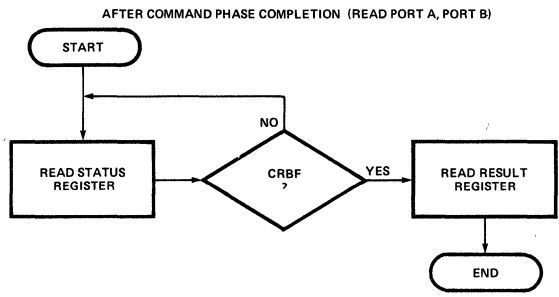 AFTER COMMAND PHASE COMPLETION (READ PORT A, PORT B)
START
NO
READ STATUS
REGISTER
CRBF
?
YES
READ RESULT
REGISTER
END